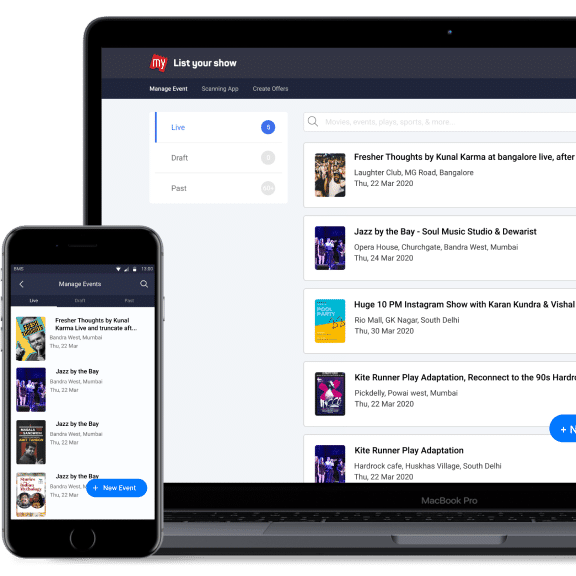 my List your show
Manage Event Scanning App Create Offers
Live 5
Draft
Past
Movies, events, plays, sports, & more
Fresher Thoughts by Kunal Karma at bangalore live, after
Laughter Club, MG Road, Bangalore
Thu, 22 Mar 2020
Jazz by the Bay - Soul Music Studio & Dewarist
Opera House, Churchgate, Bandra West, Mumbai
Thu, 24 Mar 2020
Huge 10 PM Instagram Show with Karan Kundra & Vishal
Rio Mall, GK Nagar, South Delhi
Thu, 30 Mar 2020
POOL
PARTY
Kite Runner Play Adaptation, Reconnect to the 90s Hardro
Pickdelly, Powai west, Mumbai
Thu, 22 Mar 2020
+ N
Kite Runner Play Adaptation
Hardrock cafe, Huskhas Village, South Delhi
Thu, 22 Mar 2020
MacBook Pro
13:00
Manage Events
Live Draft Past
Fresher Thoughts by Kunal
Karma Live and truncate aft...
Bandra West, Mumbai
Thu, 22 Mar
Jazz by the Bay
Bandra West, Mumbai
Thu, 22 Mar
Jazz by the Bay
Bandra West, Mumbai
Thu, 22 Mar
Jazz by the Bay
Bandra West,
Thu, 22 Mar
+ New Event